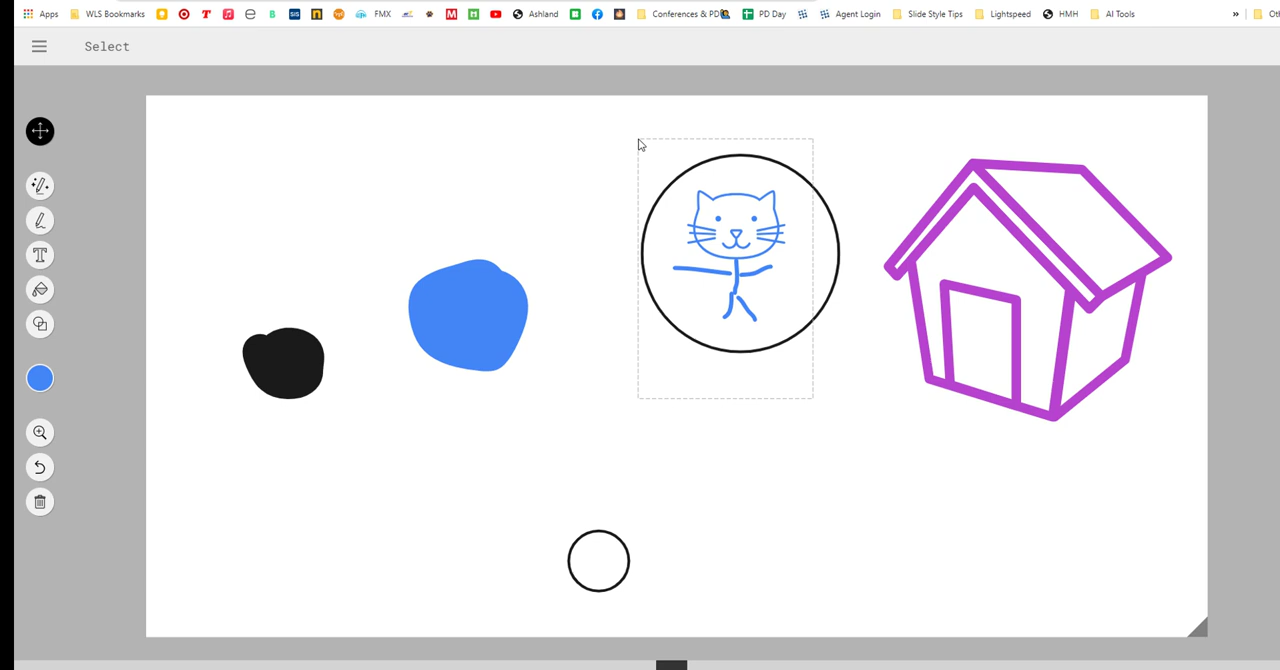 Apps WLS Bookmarks FMX Ashland Conferences & PD PD Day Agent Login Slide Style Tips Lightspeed HMH AI Tools »
Select
T